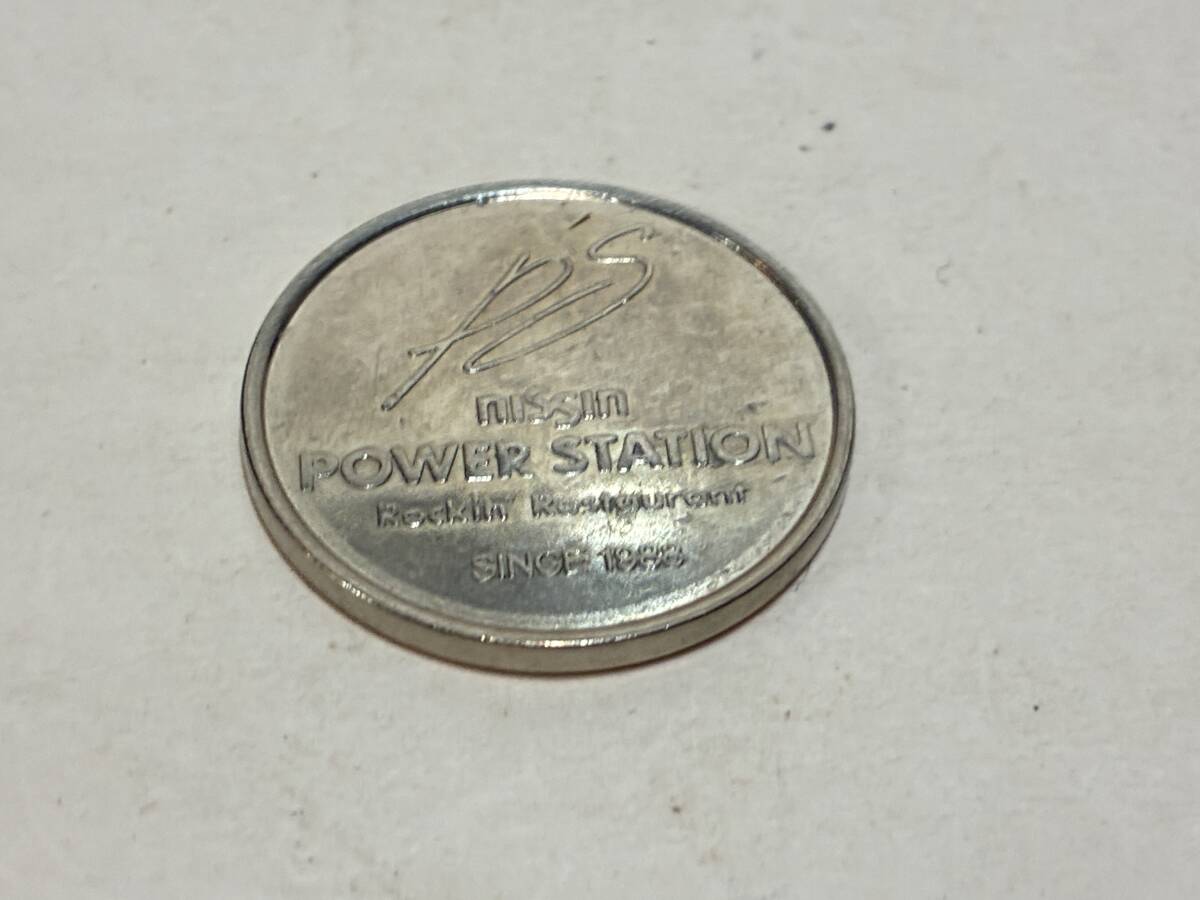 P'S
nissin
POWER STATION
Rockin' Restaurant
SINCE 1988